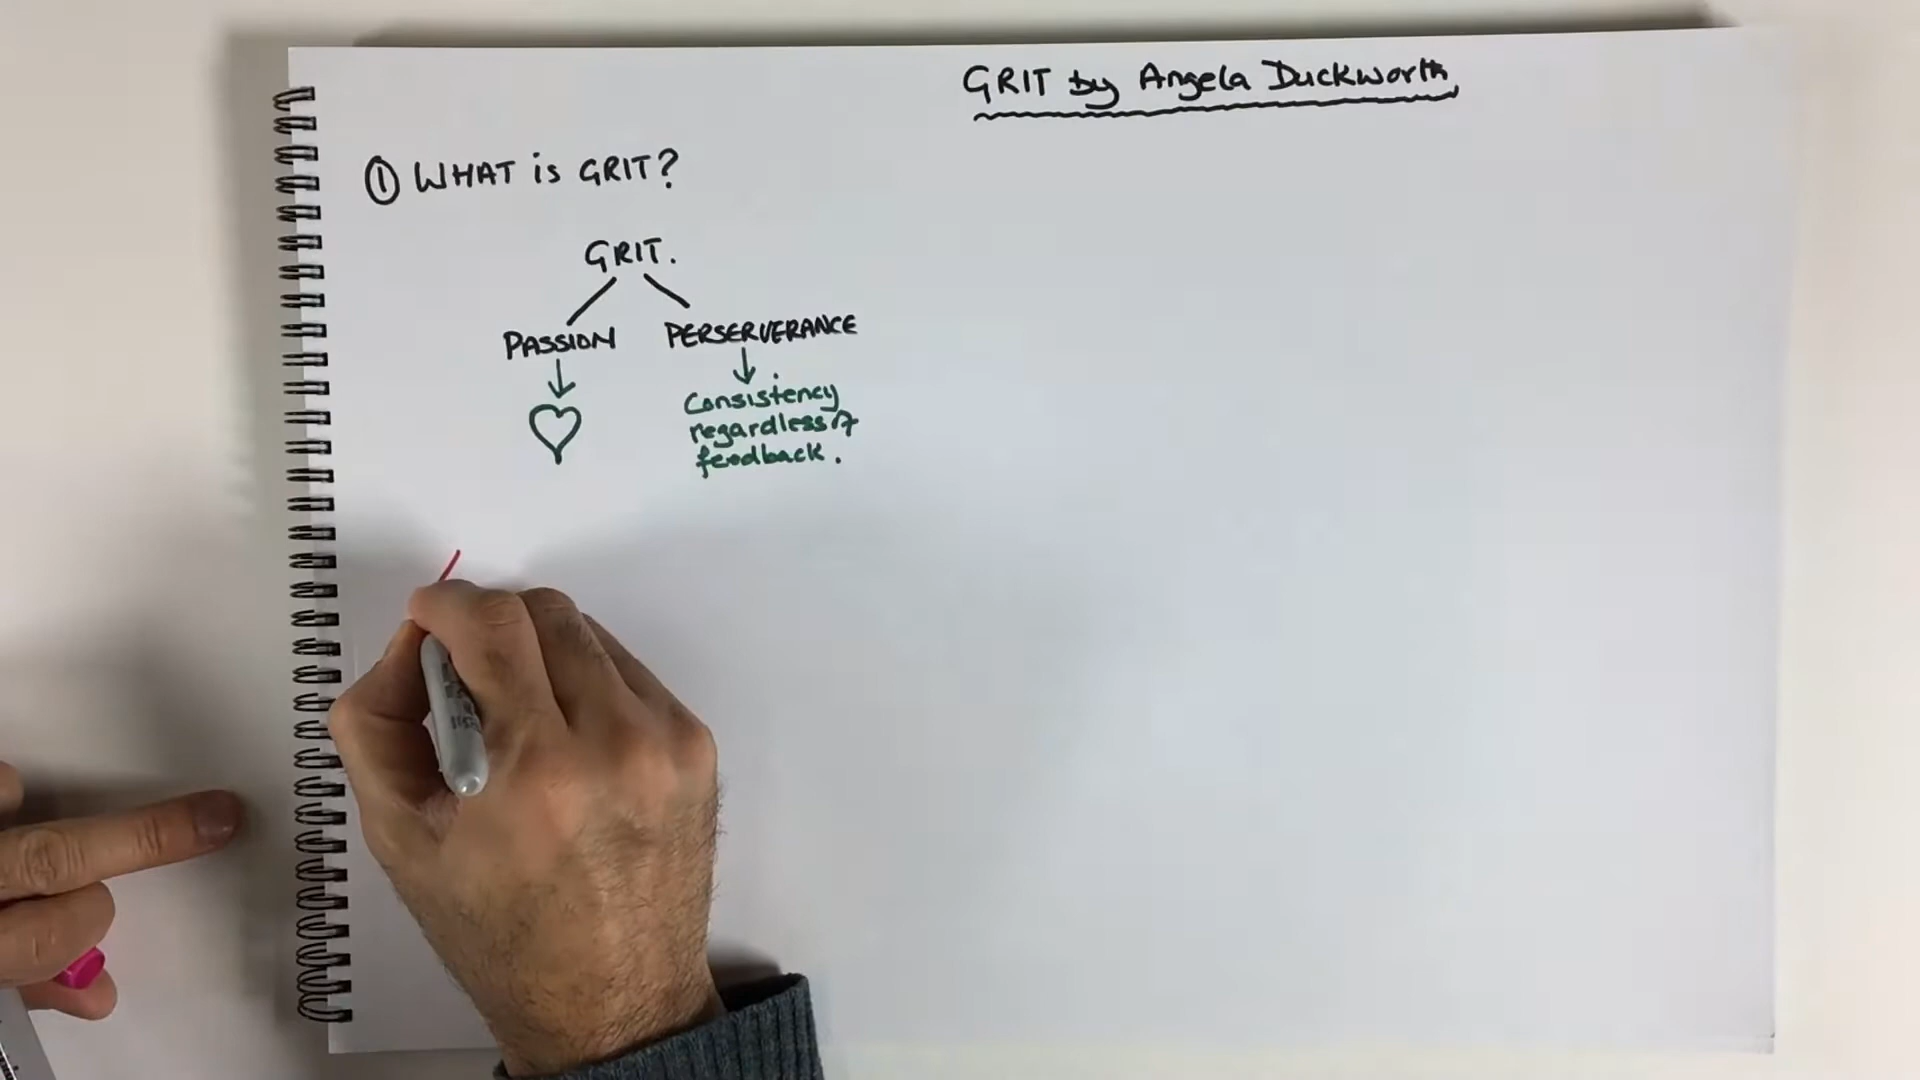 GRIT by Angela Duckworth
① WHAT is GRIT?
GRIT.
PASSION
PERSERVERANCE
Consistency
regardless of
feedback.